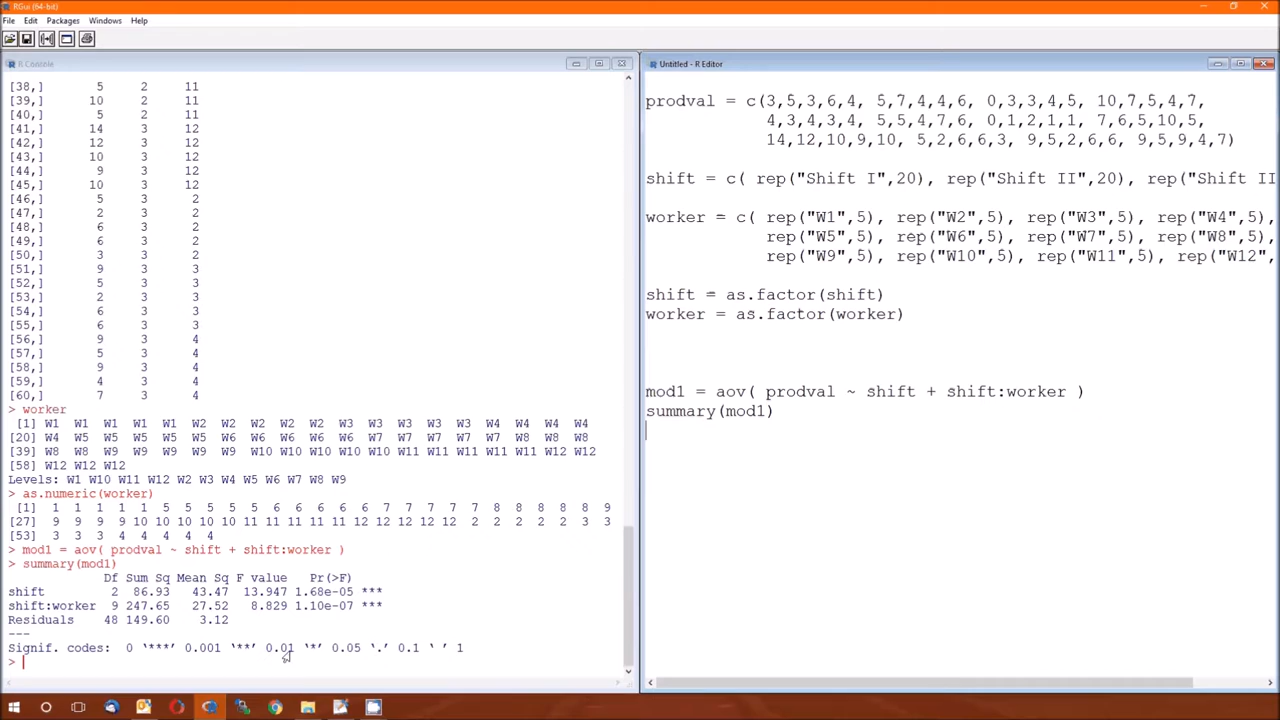 RGui (64-bit)
File Edit Packages Windows Help
R Console
[38,] 5 2 11
[39,] 10 2 11
[40,] 5 2 11
[41,] 14 3 12
[42,] 12 3 12
[43,] 10 3 12
[44,] 9 3 12
[45,] 10 3 12
[46,] 5 3 2
[47,] 2 3 2
[48,] 6 3 2
[49,] 6 3 2
[50,] 3 3 2
[51,] 9 3 3
[52,] 5 3 3
[53,] 2 3 3
[54,] 6 3 3
[55,] 6 3 3
[56,] 9 3 4
[57,] 5 3 4
[58,] 9 3 4
[59,] 4 3 4
[60,] 7 3 4
> worker
[1] W1 W1 W1 W1 W1 W2 W2 W2 W2 W2 W3 W3 W3 W3 W3 W4 W4 W4 W4
[20] W4 W5 W5 W5 W5 W5 W6 W6 W6 W6 W6 W7 W7 W7 W7 W7 W8 W8 W8
[39] W8 W8 W9 W9 W9 W9 W9 W10 W10 W10 W10 W10 W11 W11 W11 W11 W11 W12 W12
[58] W12 W12 W12
Levels: W1 W10 W11 W12 W2 W3 W4 W5 W6 W7 W8 W9
> as.numeric(worker)
[1] 1 1 1 1 1 5 5 5 5 5 6 6 6 6 6 7 7 7 7 7 8 8 8 8 8 9
[27] 9 9 9 9 10 10 10 10 10 11 11 11 11 11 12 12 12 12 12 2 2 2 2 2 3 3
[53] 3 3 3 4 4 4 4 4
> mod1 = aov( prodval ~ shift + shift:worker )
> summary(mod1)
Df Sum Sq Mean Sq F value Pr(>F)
shift 2 86.93 43.47 13.947 1.68e-05 ***
shift:worker 9 247.65 27.52 8.829 1.10e-07 ***
Residuals 48 149.60 3.12
---
Signif. codes: 0 ‘***’ 0.001 ‘**’ 0.01 ‘*’ 0.05 ‘.’ 0.1 ‘ ’ 1
>
Untitled - R Editor
prodval = c(3,5,3,6,4, 5,7,4,4,6, 0,3,3,4,5, 10,7,5,4,7,
4,3,4,3,4, 5,5,4,7,6, 0,1,2,1,1, 7,6,5,10,5,
14,12,10,9,10, 5,2,6,6,3, 9,5,2,6,6, 9,5,9,4,7)
shift = c( rep("Shift I",20), rep("Shift II",20), rep("Shift II
worker = c( rep("W1",5), rep("W2",5), rep("W3",5), rep("W4",5),
rep("W5",5), rep("W6",5), rep("W7",5), rep("W8",5),
rep("W9",5), rep("W10",5), rep("W11",5), rep("W12",
shift = as.factor(shift)
worker = as.factor(worker)
mod1 = aov( prodval ~ shift + shift:worker )
summary(mod1)